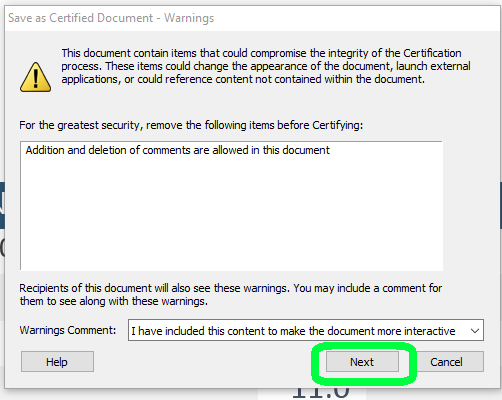 Save as Certified Document - Warnings
This document contain items that could compromise the integrity of the Certification
process. These items could change the appearance of the document, launch external
applications, or could reference content not contained within the document.
For the greatest security, remove the following items before Certifying:
Addition and deletion of comments are allowed in this document
Recipients of this document will also see these warnings. You may include a comment for
them to see along with these warnings.
Warnings Comment: I have included this content to make the document more interactive
Help Next Cancel